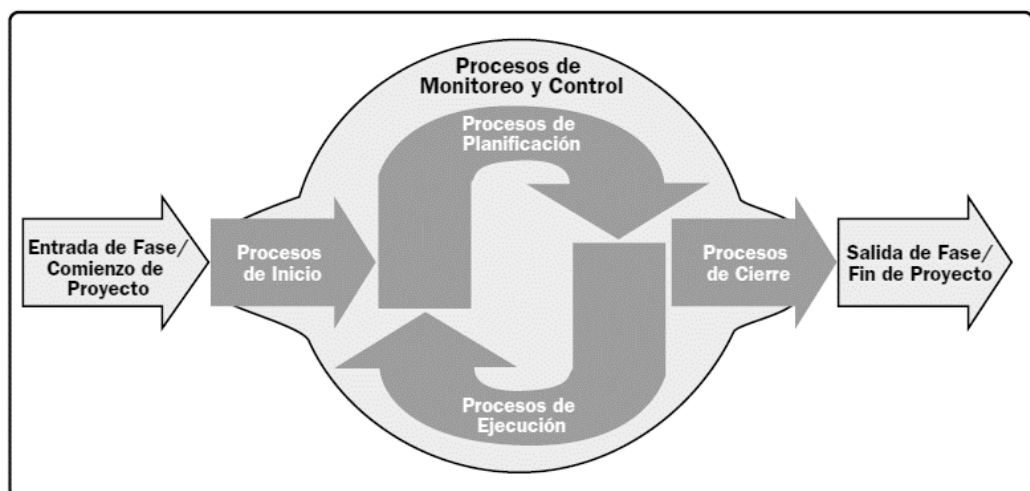 Procesos de
Monitoreo y Control
Procesos de
Planificación
Entrada de Fase/
Comienzo de
Proyecto
Procesos
de Inicio
Procesos
de Cierre
Salida de Fase/
Fin de Proyecto
Procesos de
Ejecución